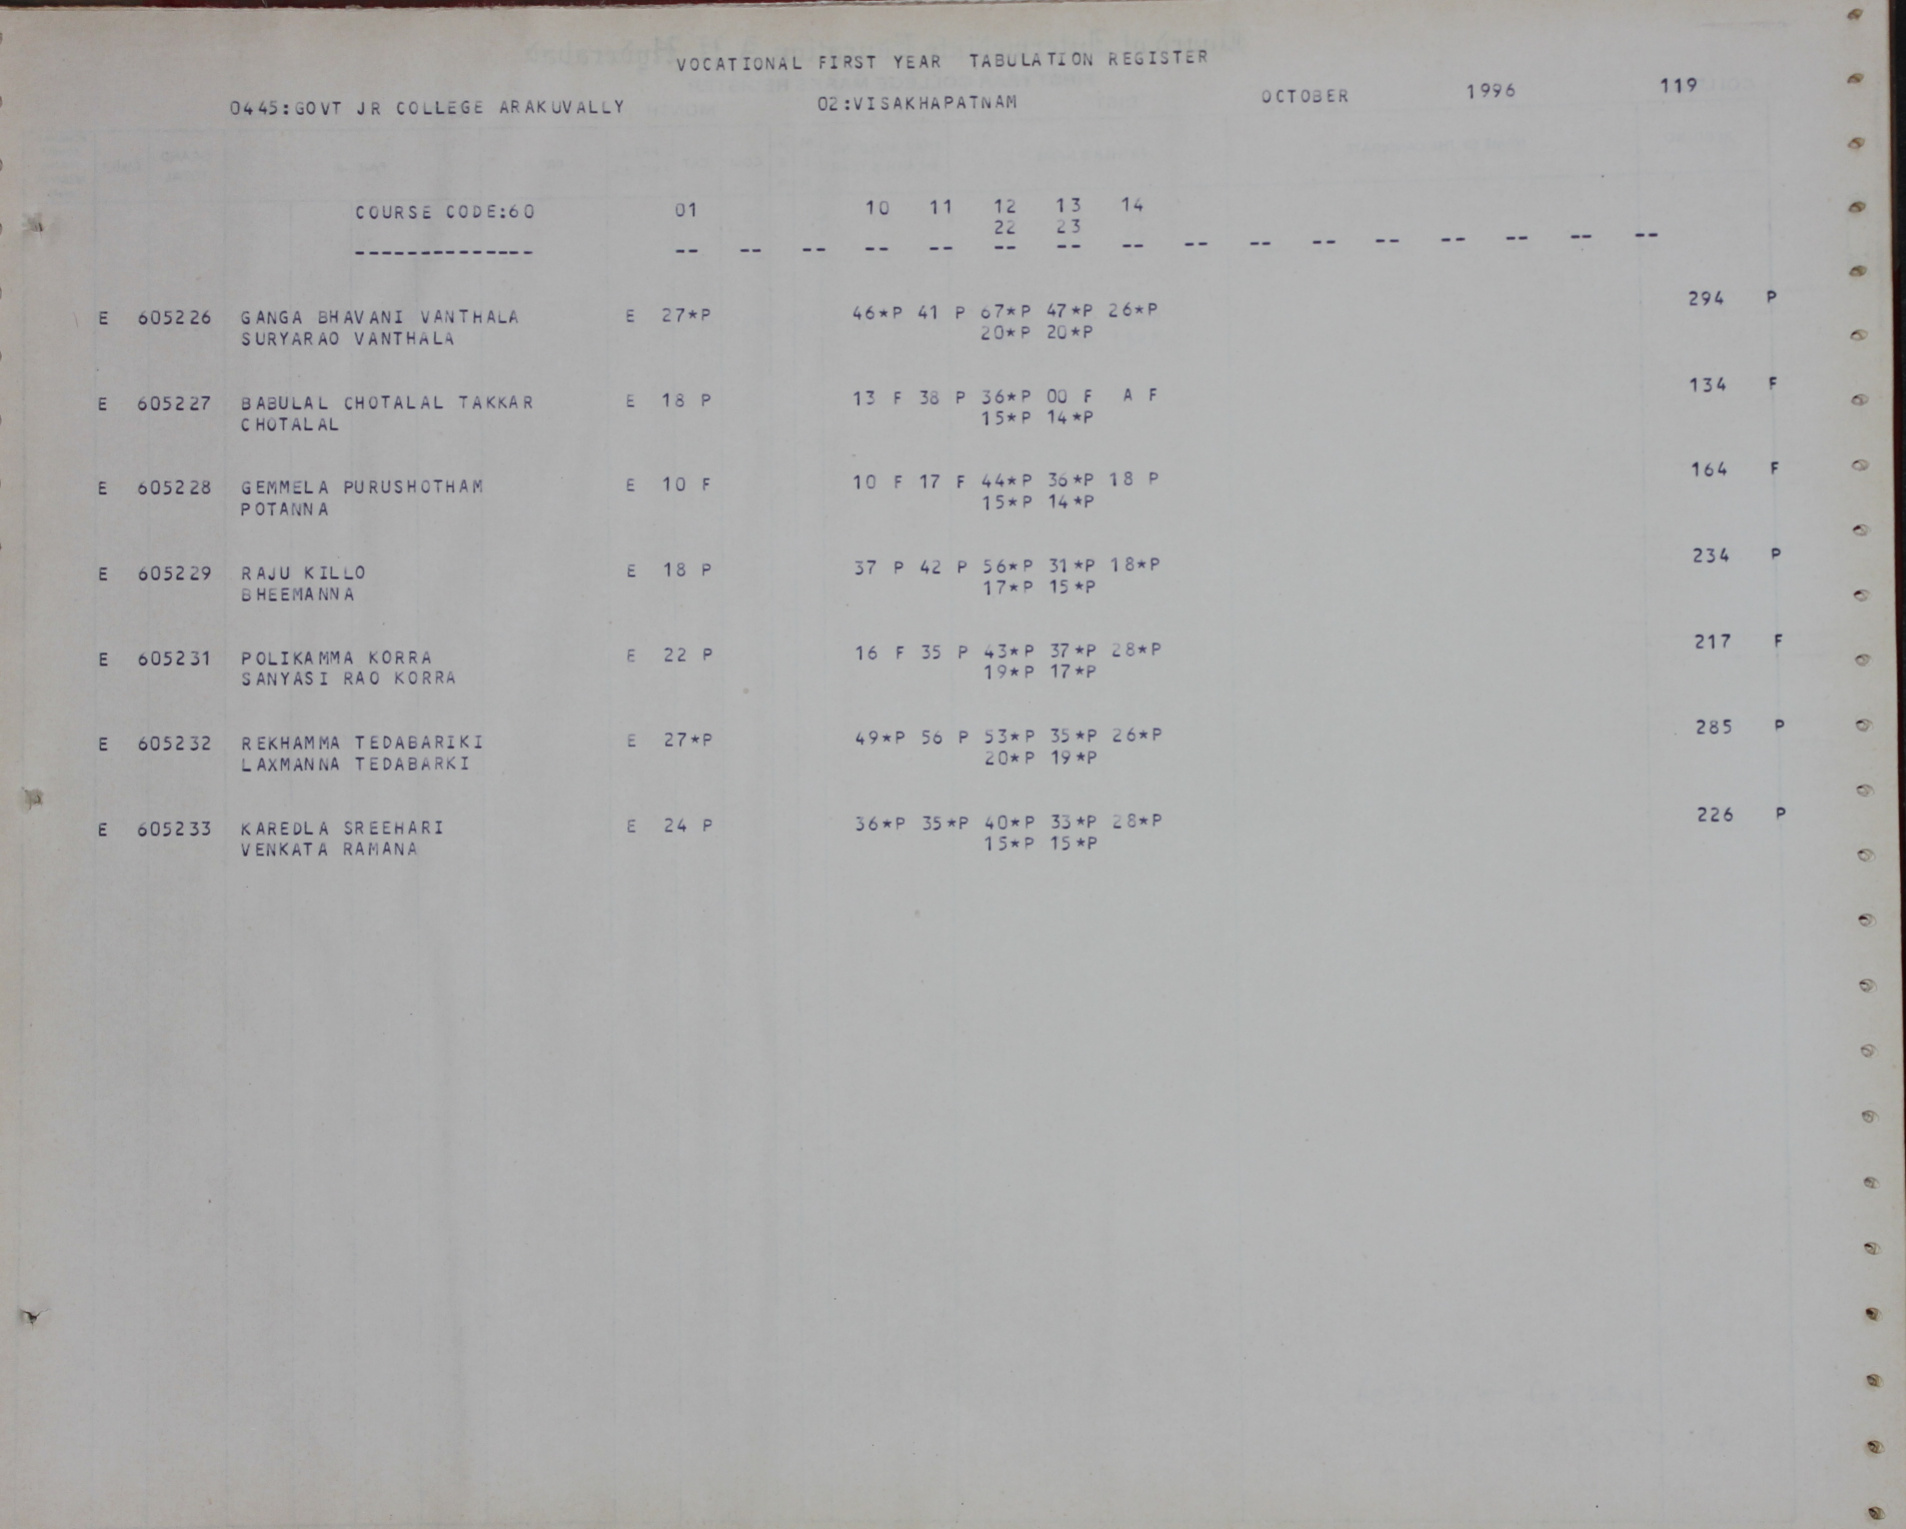 VOCATIONAL FIRST YEAR TABULATION REGISTER
0445:GOVT JR COLLEGE ARAKUVALLY 02:VISAKHAPATNAM OCTOBER 1996 119
COURSE CODE:60 01 10 11 12 13 14
22 23
-------------- -- -- -- -- -- -- -- -- -- -- -- -- -- -- -- --
E 605226 GANGA BHAVANI VANTHALA E 27*P 46*P 41 P 67*P 47*P 26*P 294 P
SURYARAO VANTHALA 20*P 20*P
E 605227 BABULAL CHOTALAL TAKKAR E 18 P 13 F 38 P 36*P 00 F A F 134 F
CHOTALAL 15*P 14*P
E 605228 GEMMELA PURUSHOTHAM E 10 F 10 F 17 F 44*P 36*P 18 P 164 F
POTANNA 15*P 14*P
E 605229 RAJU KILLO E 18 P 37 P 42 P 56*P 31*P 18*P 234 P
BHEEMANNA 17*P 15*P
E 605231 POLIKAMMA KORRA E 22 P 16 F 35 P 43*P 37*P 28*P 217 F
SANYASI RAO KORRA 19*P 17*P
E 605232 REKHAMMA TEDABARIKI E 27*P 49*P 56 P 53*P 35*P 26*P 285 P
LAXMANNA TEDABARKI 20*P 19*P
E 605233 KAREDLA SREEHARI E 24 P 36*P 35*P 40*P 33*P 28*P 226 P
VENKATA RAMANA 15*P 15*P